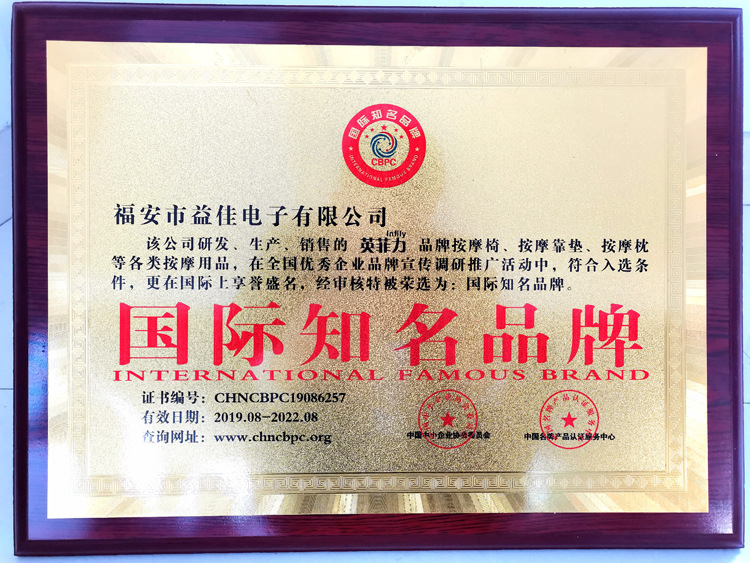 国际知名品牌
CBPC
INTERNATIONAL FAMOUS BRAND
福安市益佳电子有限公司
Infily
该公司研发、生产、销售的 英菲力 品牌按摩椅、按摩靠垫、按摩枕
等各类按摩用品，在全国优秀企业品牌宣传调研推广活动中，符合入选条
件，更在国际上享誉盛名，经审核特被荣选为：国际知名品牌。
国际知名品牌
INTERNATIONAL FAMOUS BRAND
证书编号：CHNCBPC19086257
有效日期：2019.08-2022.08
查询网址：www.chncbpc.org
中国中小企业协会委员会
中国名牌产品认证服务中心